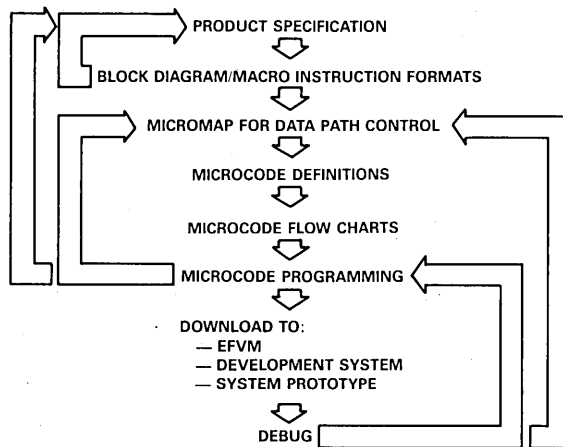 PRODUCT SPECIFICATION
BLOCK DIAGRAM/MACRO INSTRUCTION FORMATS
MICROMAP FOR DATA PATH CONTROL
MICROCODE DEFINITIONS
MICROCODE FLOW CHARTS
MICROCODE PROGRAMMING
DOWNLOAD TO:
— EFVM
— DEVELOPMENT SYSTEM
— SYSTEM PROTOTYPE
DEBUG